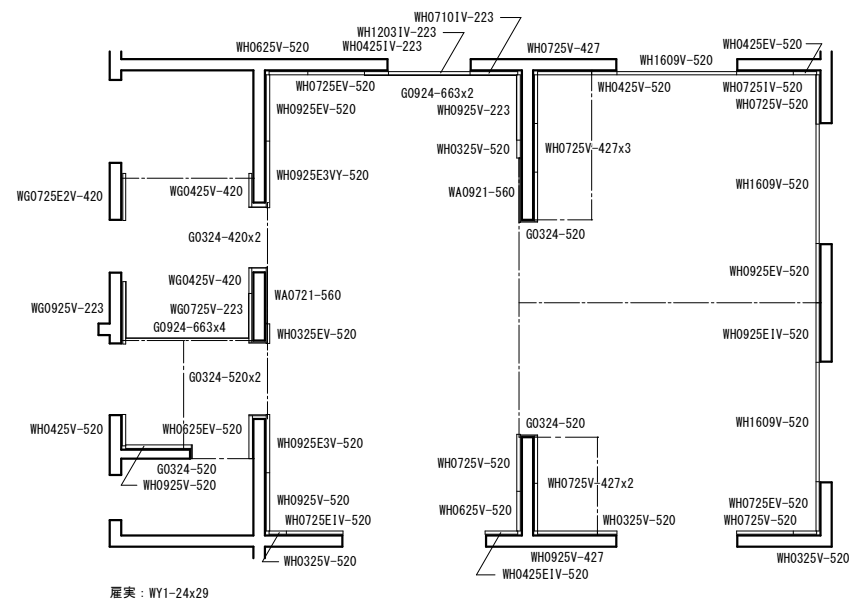 WH0710IV-223
WH1203IV-223
WH0625V-520
WH0425IV-223
WH0725V-427
WH0425EV-520
WH1609V-520
WH0725EV-520
G0924-663x2
WH0425V-520
WH0725IV-520
WH0925EV-520
WH0925V-223
WH0725V-520
WH0325V-520
WH0725V-427x3
WH0925E3VY-520
WG0725E2V-420
WG0425V-420
WA0921-560
WH1609V-520
G0324-420x2
G0324-520
WG0425V-420
WH0925EV-520
WA0721-560
WG0925V-223
WG0725V-223
G0924-663x4
WH0325EV-520
WH0925EIV-520
G0324-520x2
WH0425V-520
WH0625EV-520
G0324-520
WH1609V-520
WH0925E3V-520
G0324-520
WH0725V-520
WH0925V-520
WH0725V-427x2
WH0925V-520
WH0625V-520
WH0725EV-520
WH0725EIV-520
WH0325V-520
WH0725V-520
WH0325V-520
WH0925V-427
WH0325V-520
WH0425EIV-520
雇実：WY1-24x29